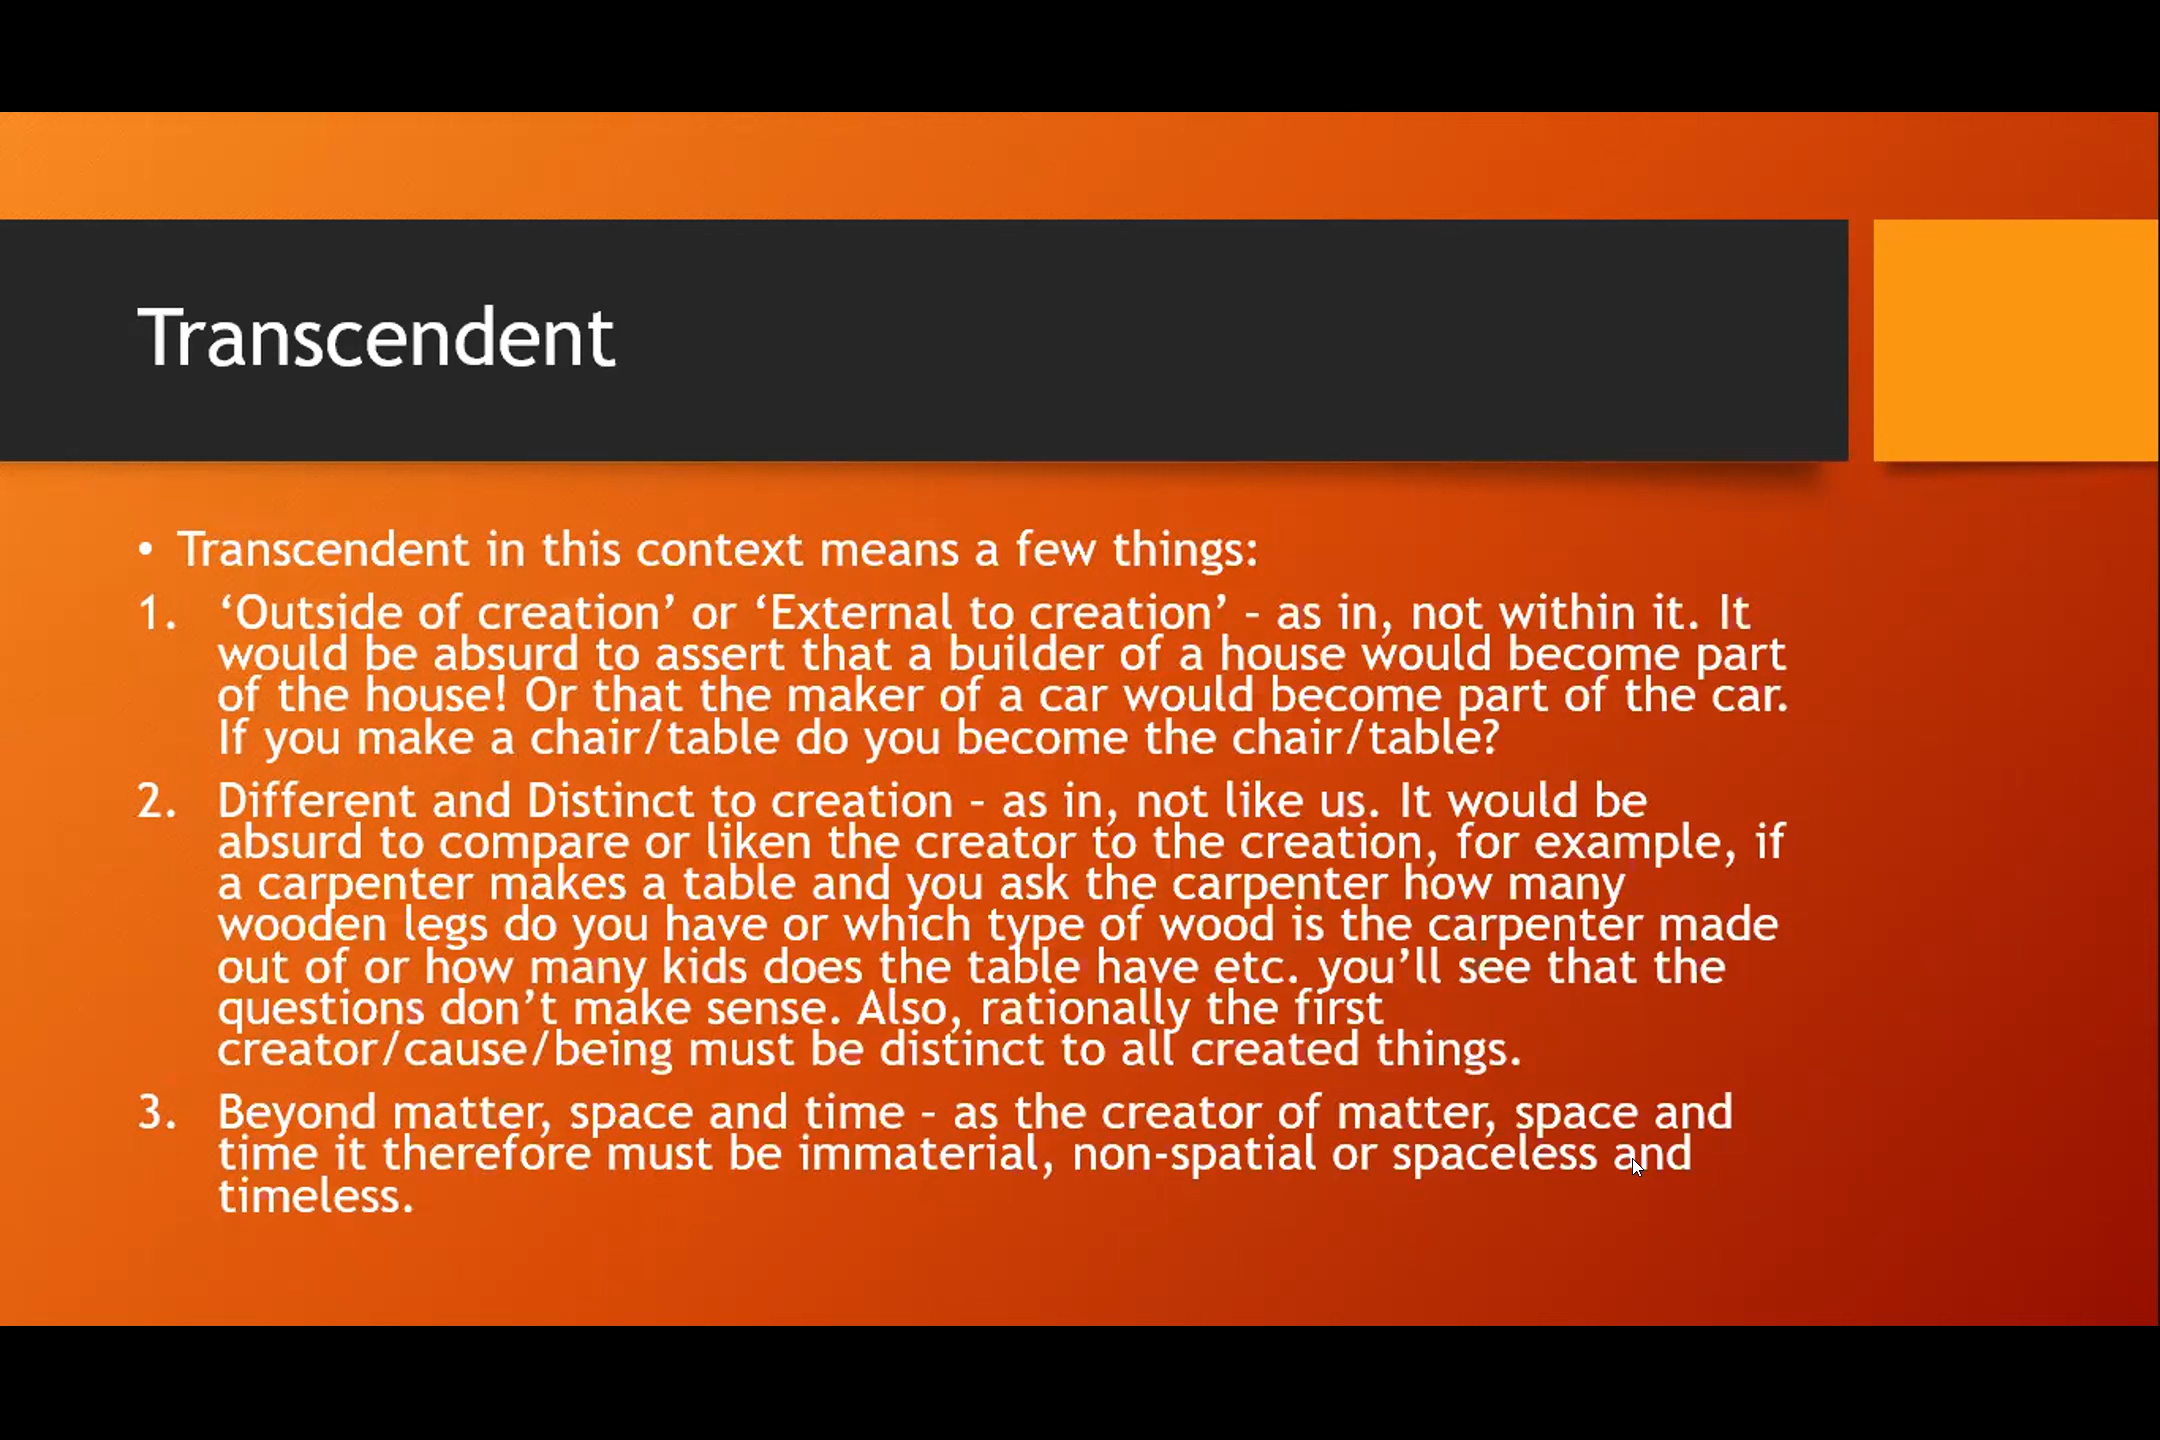 Transcendent
• Transcendent in this context means a few things:
1. ‘Outside of creation’ or ‘External to creation’ – as in, not within it. It
would be absurd to assert that a builder of a house would become part
of the house! Or that the maker of a car would become part of the car.
If you make a chair/table do you become the chair/table?
2. Different and Distinct to creation – as in, not like us. It would be
absurd to compare or liken the creator to the creation, for example, if
a carpenter makes a table and you ask the carpenter how many
wooden legs do you have or which type of wood is the carpenter made
out of or how many kids does the table have etc. you’ll see that the
questions don’t make sense. Also, rationally the first
creator/cause/being must be distinct to all created things.
3. Beyond matter, space and time – as the creator of matter, space and
time it therefore must be immaterial, non-spatial or spaceless and
timeless.